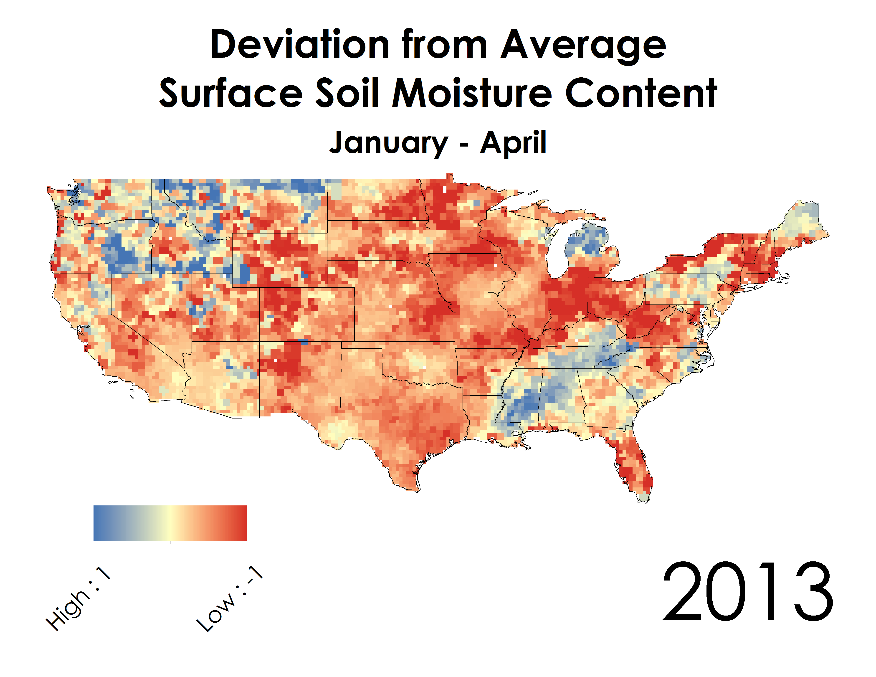 Deviation from Average
Surface Soil Moisture Content
January - April
High : 1
Low : -1
2013